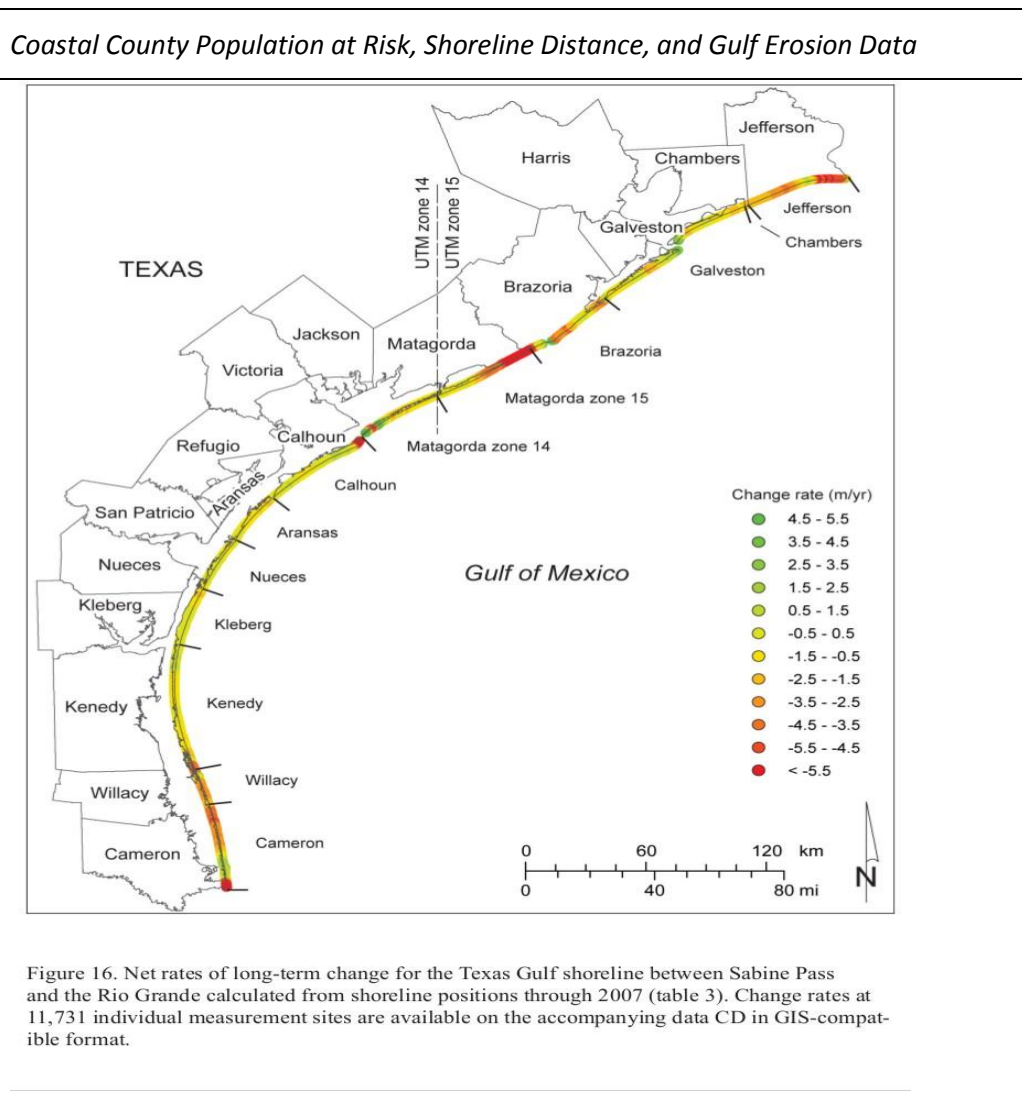 Coastal County Population at Risk, Shoreline Distance, and Gulf Erosion Data
Jefferson
Harris
Chambers
UTM zone 14
UTM zone 15
Jefferson
Galveston
Chambers
TEXAS
Galveston
Brazoria
Jackson
Matagorda
Brazoria
Victoria
Matagorda zone 15
Calhoun
Refugio
Matagorda zone 14
Calhoun
Aransas
San Patricio
Aransas
Nueces
Nueces
Gulf of Mexico
Kleberg
Kleberg
Kenedy
Kenedy
Willacy
Willacy
Cameron
Cameron
Change rate (m/yr)
4.5 - 5.5
3.5 - 4.5
2.5 - 3.5
1.5 - 2.5
0.5 - 1.5
-0.5 - 0.5
-1.5 - -0.5
-2.5 - -1.5
-3.5 - -2.5
-4.5 - -3.5
-5.5 - -4.5
< -5.5
0 60 120 km
0 40 80 mi
N
Figure 16. Net rates of long-term change for the Texas Gulf shoreline between Sabine Pass
and the Rio Grande calculated from shoreline positions through 2007 (table 3). Change rates at
11,731 individual measurement sites are available on the accompanying data CD in GIS-compat-
ible format.